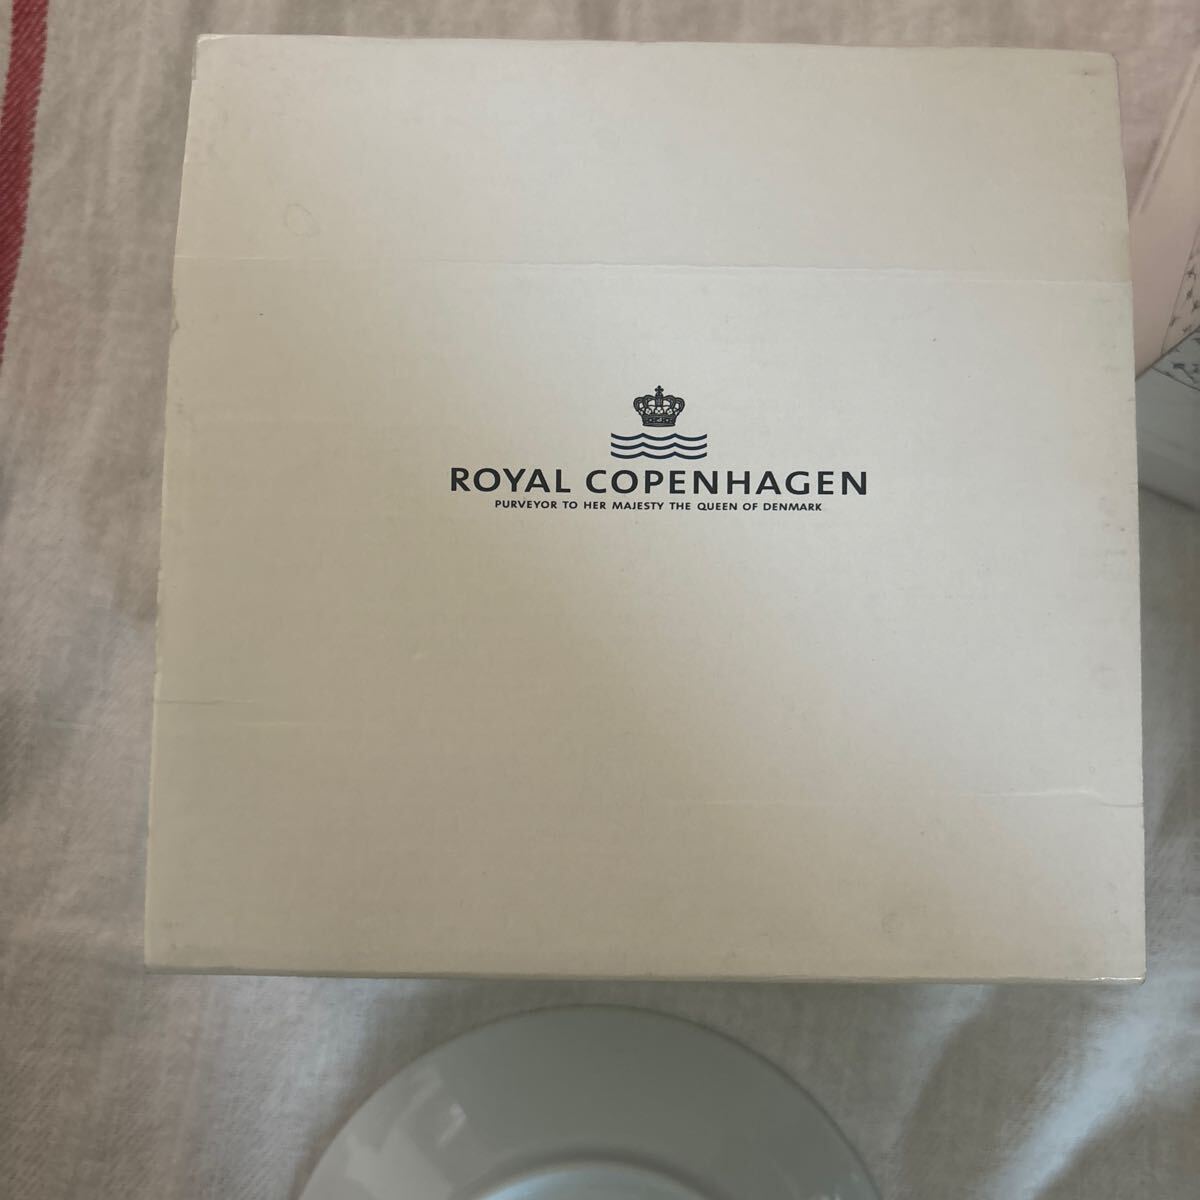 ROYAL COPENHAGEN
PURVEYOR TO HER MAJESTY THE QUEEN OF DENMARK